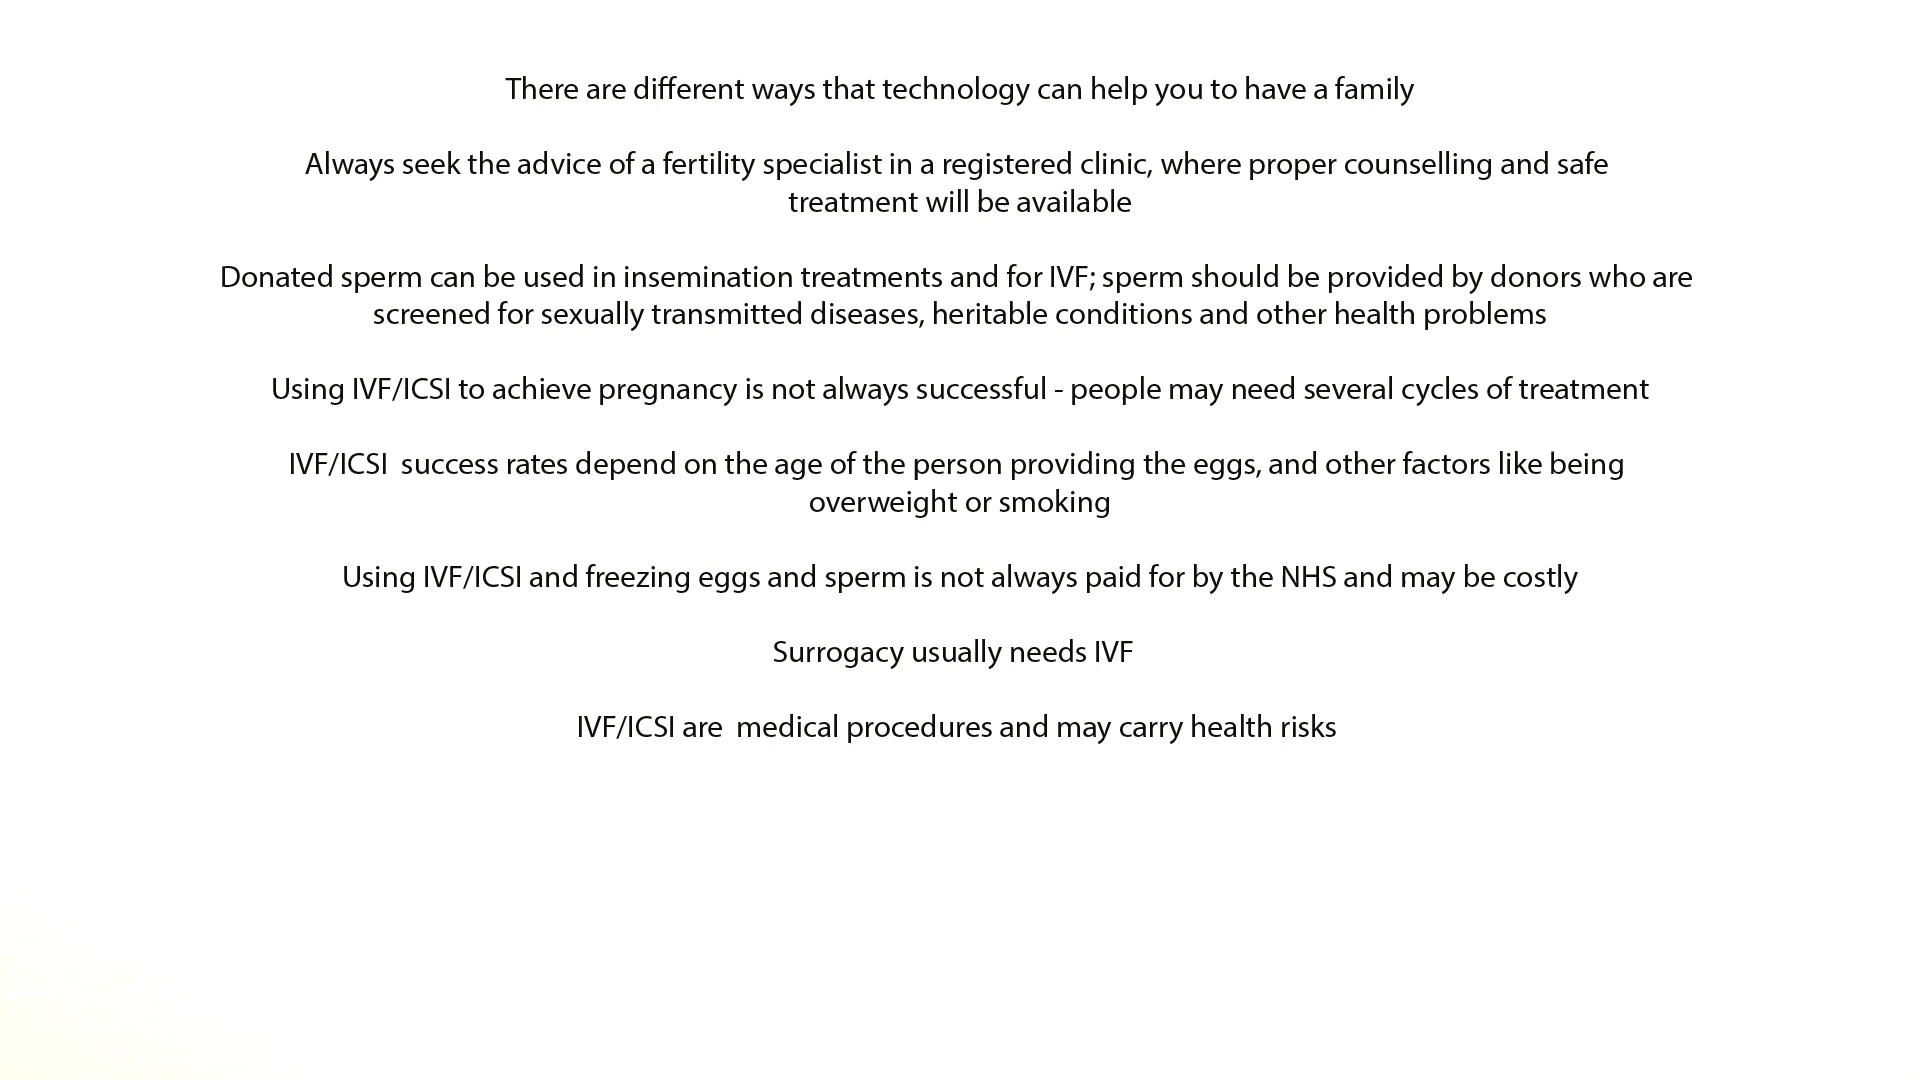 There are different ways that technology can help you to have a family
Always seek the advice of a fertility specialist in a registered clinic, where proper counselling and safe
treatment will be available
Donated sperm can be used in insemination treatments and for IVF; sperm should be provided by donors who are
screened for sexually transmitted diseases, heritable conditions and other health problems
Using IVF/ICSI to achieve pregnancy is not always successful - people may need several cycles of treatment
IVF/ICSI  success rates depend on the age of the person providing the eggs, and other factors like being
overweight or smoking
Using IVF/ICSI and freezing eggs and sperm is not always paid for by the NHS and may be costly
Surrogacy usually needs IVF
IVF/ICSI are  medical procedures and may carry health risks